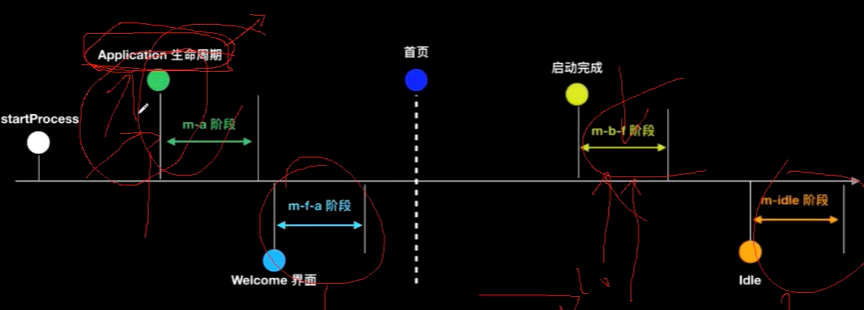 Application 生命周期
首页
启动完成
startProcess
m-a 阶段
m-b-f 阶段
m-f-a 阶段
m-idle 阶段
Welcome 界面
Idle